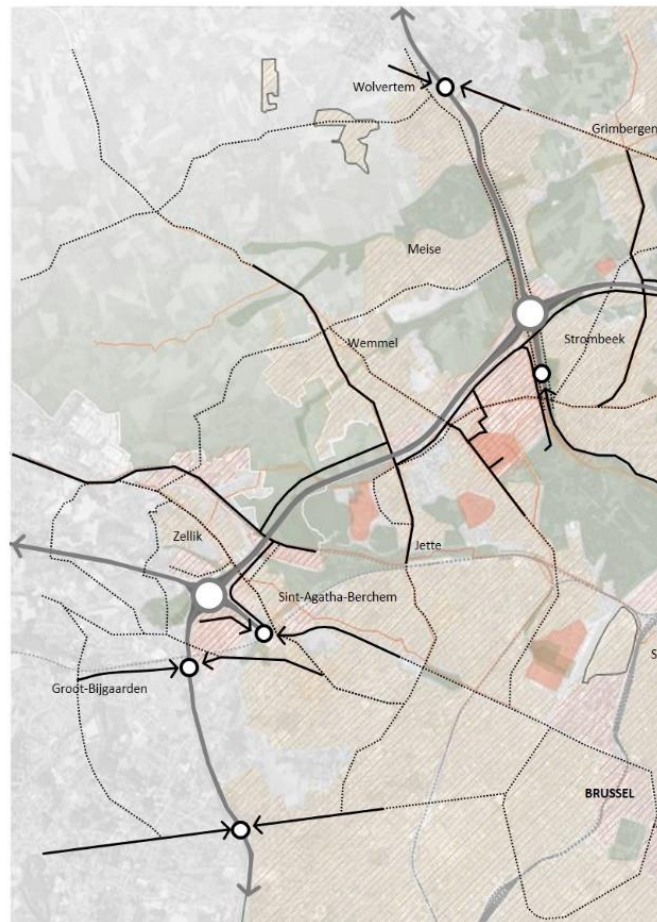 Wolvertem
Grimbergen
Meise
Strombeek
Wemmel
Zellik
Jette
Sint-Agatha-Berchem
Groot-Bijgaarden
S
BRUSSEL